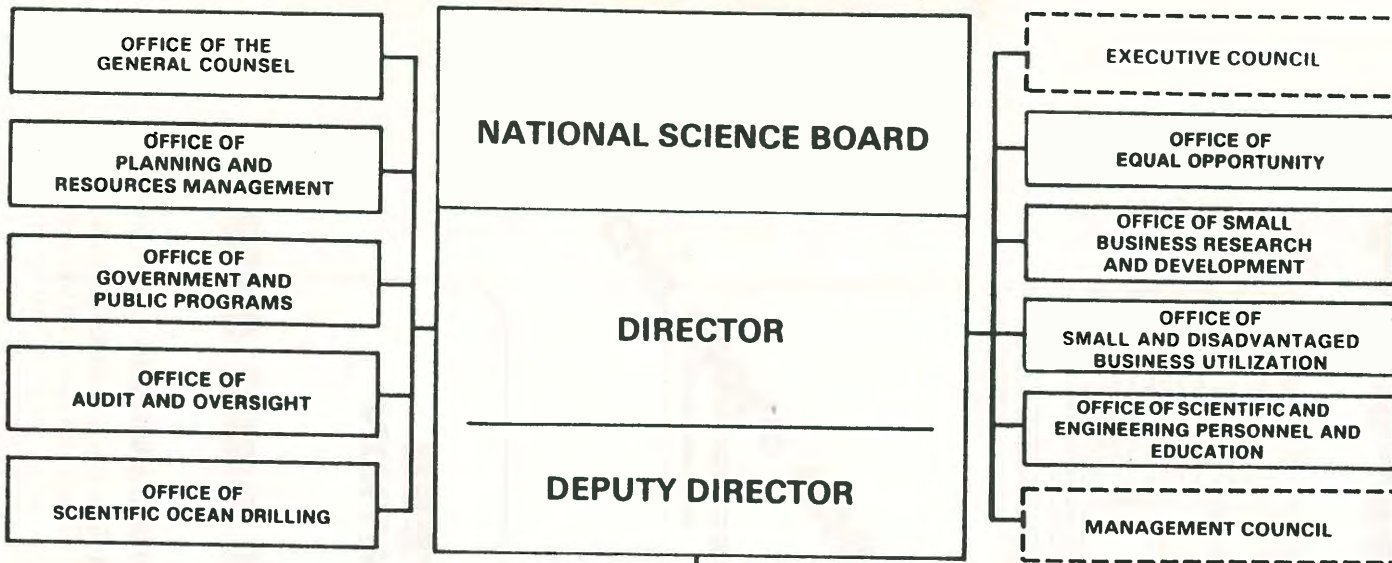 OFFICE OF THE
GENERAL COUNSEL
OFFICE OF
PLANNING AND
RESOURCES MANAGEMENT
OFFICE OF
GOVERNMENT AND
PUBLIC PROGRAMS
OFFICE OF
AUDIT AND OVERSIGHT
OFFICE OF
SCIENTIFIC OCEAN DRILLING
NATIONAL SCIENCE BOARD
DIRECTOR
DEPUTY DIRECTOR
EXECUTIVE COUNCIL
OFFICE OF
EQUAL OPPORTUNITY
OFFICE OF SMALL
BUSINESS RESEARCH
AND DEVELOPMENT
OFFICE OF
SMALL AND DISADVANTAGED
BUSINESS UTILIZATION
OFFICE OF SCIENTIFIC AND
ENGINEERING PERSONNEL AND
EDUCATION
MANAGEMENT COUNCIL